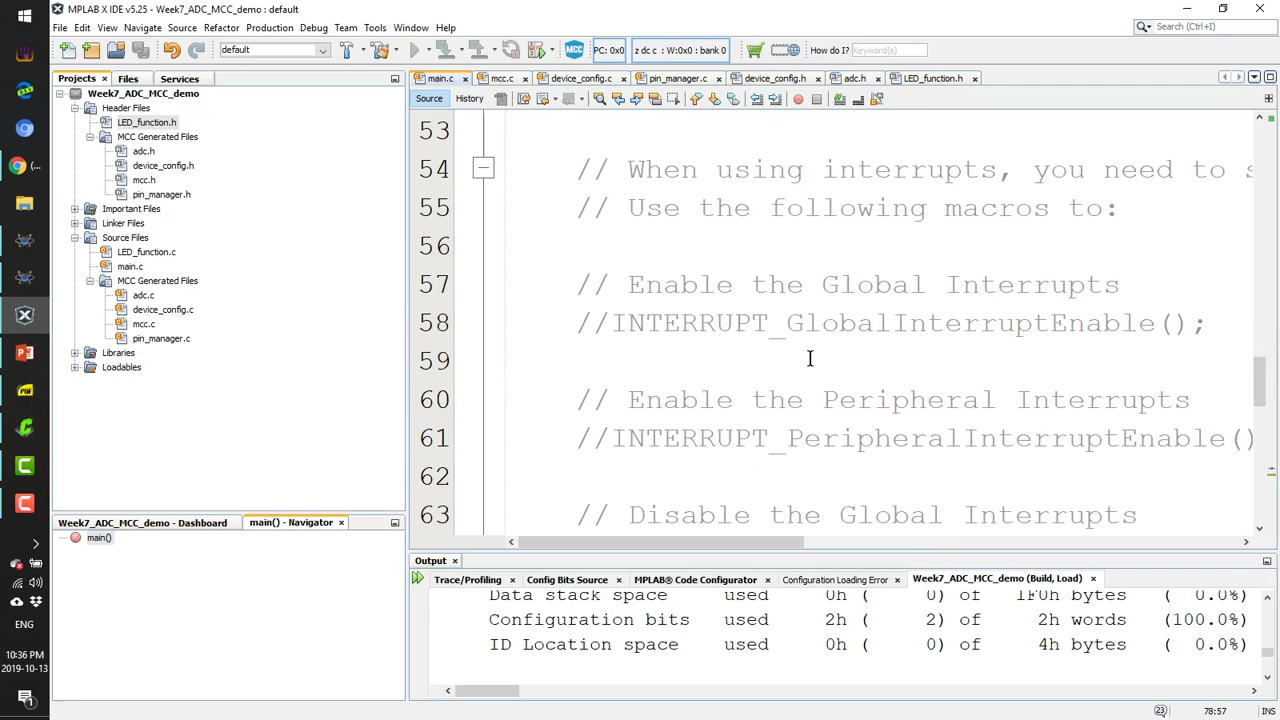 MPLAB X IDE v5.25 - Week7_ADC_MCC_demo : default
File Edit View Navigate Source Refactor Production Debug Team Tools Window Help
Search (Ctrl+I)
default
MCC
PC: 0x0
z dc c : W:0x0 : bank 0
How do I?
Keyword(s)
Projects Files Services
main.c mcc.c device_config.c pin_manager.c device_config.h adc.h LED_function.h
Source History
Week7_ADC_MCC_demo
Header Files
LED_function.h
MCC Generated Files
adc.h
device_config.h
mcc.h
pin_manager.h
Important Files
Linker Files
Source Files
LED_function.c
main.c
MCC Generated Files
adc.c
device_config.c
mcc.c
pin_manager.c
Libraries
Loadables
53
54 // When using interrupts, you need to s
55 // Use the following macros to:
56
57 // Enable the Global Interrupts
58 //INTERRUPT_GlobalInterruptEnable();
59
60 // Enable the Peripheral Interrupts
61 //INTERRUPT_PeripheralInterruptEnable()
62
63 // Disable the Global Interrupts
Week7_ADC_MCC_demo - Dashboard main() - Navigator
main()
Output
Trace/Profiling Config Bits Source MPLAB® Code Configurator Configuration Loading Error Week7_ADC_MCC_demo (Build, Load)
Data stack space used 0h ( 0) of 1F0h bytes ( 0.0%)
Configuration bits used 2h ( 2) of 2h words (100.0%)
ID Location space used 0h ( 0) of 4h bytes ( 0.0%)
ENG
10:36 PM
2019-10-13
1
23
78:57
INS